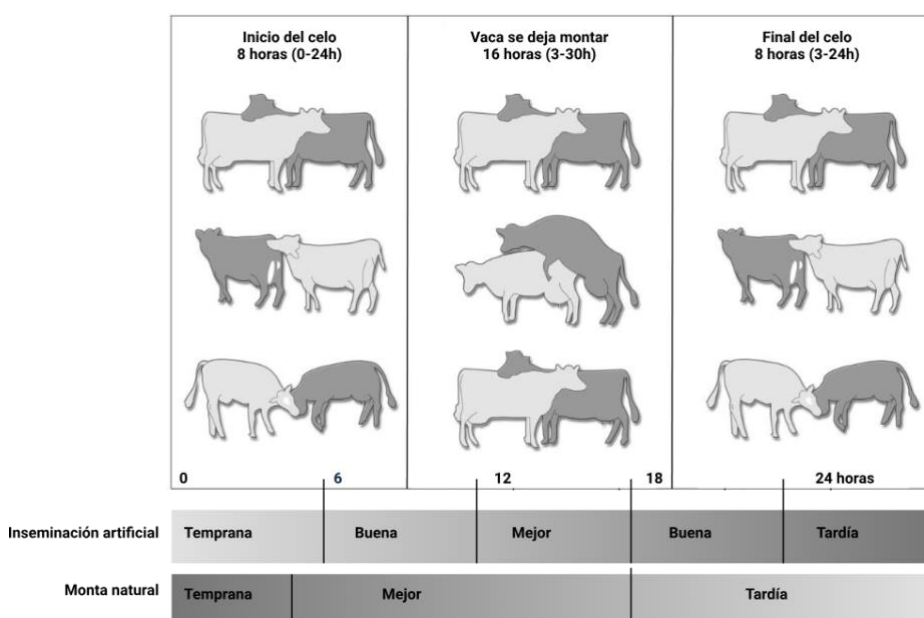 Inicio del celo
8 horas (0-24h)
Vaca se deja montar
16 horas (3-30h)
Final del celo
8 horas (3-24h)
0 6 12 18 24 horas
Inseminación artificial Temprana Buena Mejor Buena Tardía
Monta natural Temprana Mejor Tardía